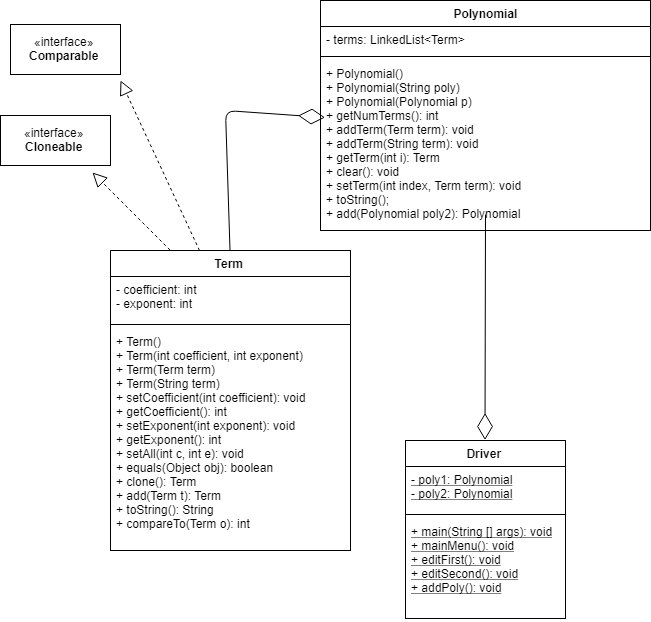 Polynomial
- terms: LinkedList<Term>
+ Polynomial()
+ Polynomial(String poly)
+ Polynomial(Polynomial p)
+ getNumTerms(): int
+ addTerm(Term term): void
+ addTerm(String term): void
+ getTerm(int i): Term
+ clear(): void
+ setTerm(int index, Term term): void
+ toString();
+ add(Polynomial poly2): Polynomial
«interface»
Comparable
«interface»
Cloneable
Term
- coefficient: int
- exponent: int
+ Term()
+ Term(int coefficient, int exponent)
+ Term(Term term)
+ Term(String term)
+ setCoefficient(int coefficient): void
+ getCoefficient(): int
+ setExponent(int exponent): void
+ getExponent(): int
+ setAll(int c, int e): void
+ equals(Object obj): boolean
+ clone(): Term
+ add(Term t): Term
+ toString(): String
+ compareTo(Term o): int
Driver
- poly1: Polynomial
- poly2: Polynomial
+ main(String [] args): void
+ mainMenu(): void
+ editFirst(): void
+ editSecond(): void
+ addPoly(): void